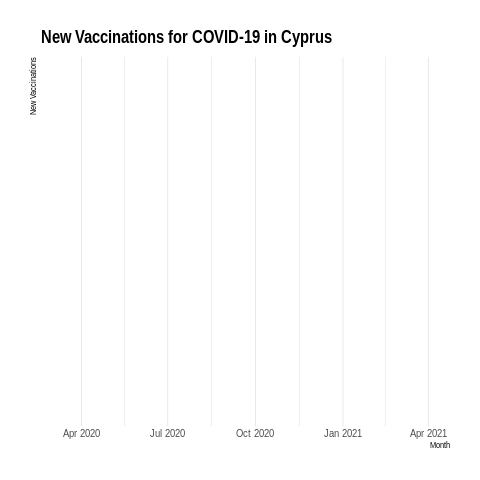 New Vaccinations for COVID-19 in Cyprus
New Vaccinations
Apr 2020 Jul 2020 Oct 2020 Jan 2021 Apr 2021
Month